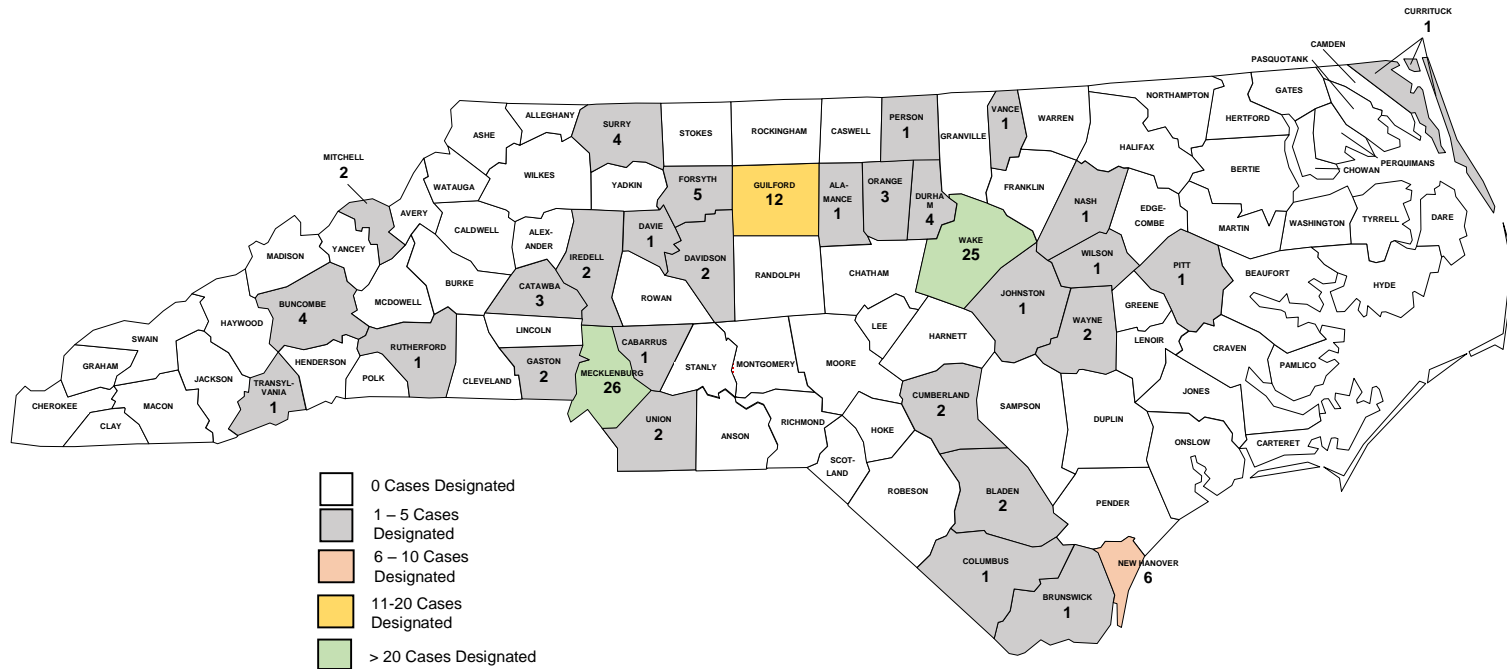 CURRITUCK
1
CAMDEN
PASQUOTANK
NORTHAMPTON
GATES
HERTFORD
ALLEGHANY
ASHE
SURRY
4
STOKES
ROCKINGHAM
CASWELL
PERSON
1
GRANVILLE
VANCE
1
WARREN
HALIFAX
BERTIE
PERQUIMANS
CHOWAN
MITCHELL
2
WATAUGA
WILKES
YADKIN
FORSYTH
5
GUILFORD
12
ALA-
MANCE
1
ORANGE
3
DURHA
M
4
FRANKLIN
NASH
1
EDGE-
COMBE
MARTIN
WASHINGTON
TYRRELL
DARE
AVERY
CALDWELL
ALEX-
ANDER
DAVIE
1
IREDELL
2
DAVIDSON
2
RANDOLPH
CHATHAM
WAKE
25
WILSON
1
PITT
1
BEAUFORT
HYDE
MADISON
YANCEY
BURKE
MCDOWELL
CATAWBA
3
ROWAN
JOHNSTON
1
GREENE
BUNCOMBE
4
HAYWOOD
SWAIN
LINCOLN
LEE
HARNETT
WAYNE
2
LENOIR
CRAVEN
PAMLICO
GRAHAM
JACKSON
HENDERSON
RUTHERFORD
1
POLK
CLEVELAND
GASTON
2
MECKLENBURG
26
CABARRUS
1
STANLY
MONTGOMERY
MOORE
CHEROKEE
MACON
CLAY
TRANSYL-
VANIA
1
UNION
2
ANSON
RICHMOND
HOKE
CUMBERLAND
2
SAMPSON
DUPLIN
JONES
ONSLOW
CARTERET
SCOT-
LAND
ROBESON
BLADEN
2
PENDER
COLUMBUS
1
NEW HANOVER
6
BRUNSWICK
1
0 Cases Designated
1 – 5 Cases
Designated
6 – 10 Cases
Designated
11-20 Cases
Designated
> 20 Cases Designated